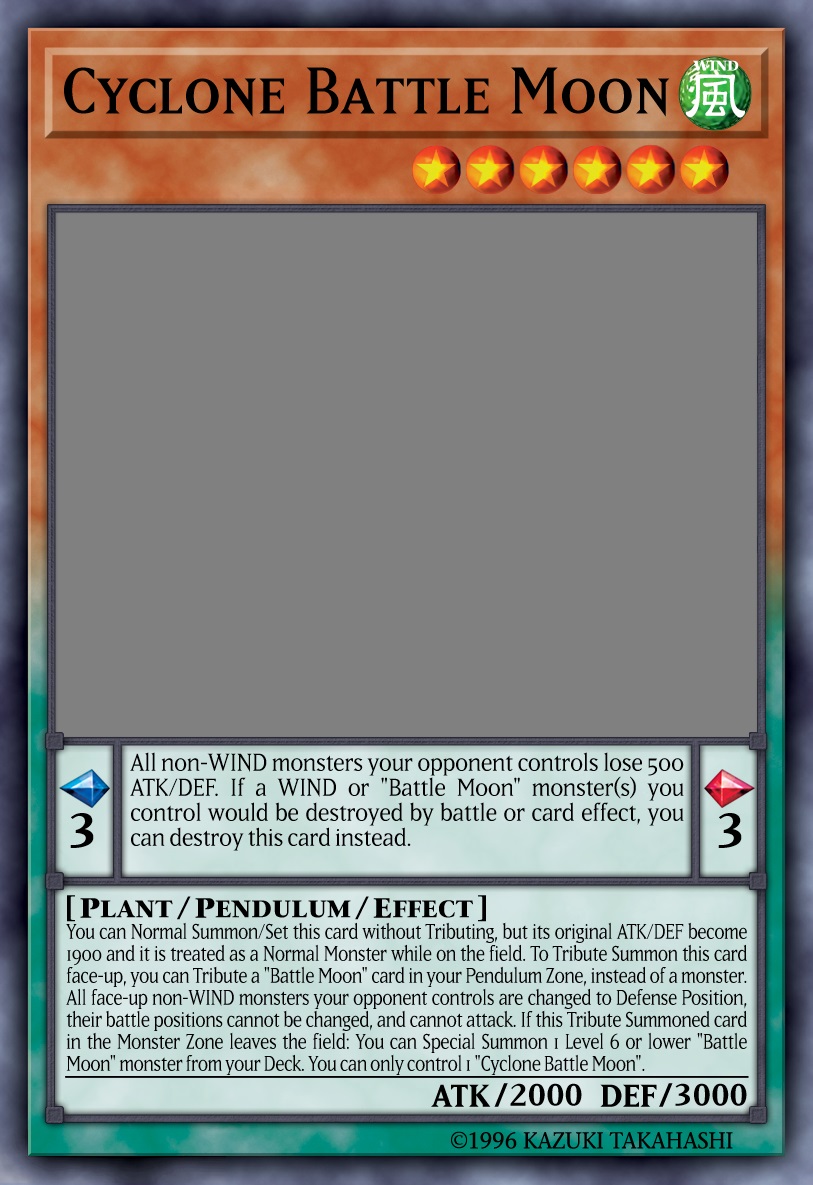 Cyclone Battle Moon
WIND
風
All non-WIND monsters your opponent controls lose 500
ATK/DEF. If a WIND or "Battle Moon" monster(s) you
control would be destroyed by battle or card effect, you
can destroy this card instead.
3
3
[ Plant / Pendulum / Effect ]
You can Normal Summon/Set this card without Tributing, but its original ATK/DEF become
1900 and it is treated as a Normal Monster while on the field. To Tribute Summon this card
face-up, you can Tribute a "Battle Moon" card in your Pendulum Zone, instead of a monster.
All face-up non-WIND monsters your opponent controls are changed to Defense Position,
their battle positions cannot be changed, and cannot attack. If this Tribute Summoned card
in the Monster Zone leaves the field: You can Special Summon 1 Level 6 or lower "Battle
Moon" monster from your Deck. You can only control 1 "Cyclone Battle Moon".
ATK/2000 DEF/3000
©1996 KAZUKI TAKAHASHI